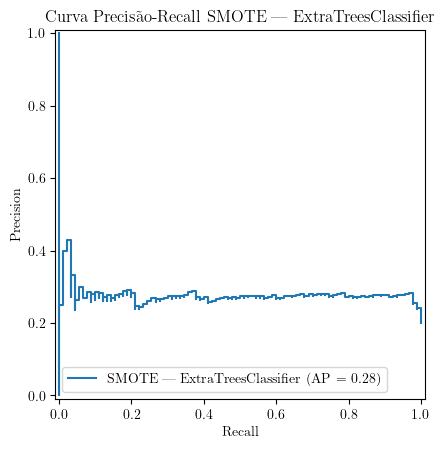 Curva Precisão-Recall SMOTE — ExtraTreesClassifier
1.0
0.8
0.6
0.4
0.2
0.0
Precision
SMOTE — ExtraTreesClassifier (AP = 0.28)
0.0 0.2 0.4 0.6 0.8 1.0
Recall